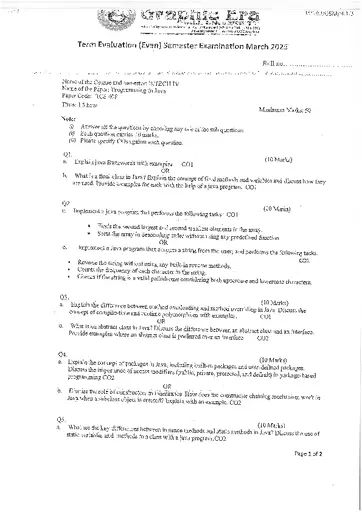 Graphic Era
Term Evaluation (Even) Semester Examination March 2025
Roll no.
Name of the Course and semester: B.TECH IV
Name of the Paper: Programming in Java
Paper Code: TCS 408
Time: 1.5 hour
Maximum Marks: 50
Note:
(i) Answer all the questions by choosing any one of the sub questions
(ii) Each question carries 10 marks.
(iii) Please specify COs against each question.
Q1. (10 Marks)
a. Explain Java Buzzwords with examples. CO1
OR
b. What is a final class in Java? Explain the concept of final methods and variables and discuss how they
are used. Provide examples for each with the help of a java program. CO1
Q2. (10 Marks)
Implement a Java program that performs the following tasks: CO1
• Finds the second largest and second smallest elements in the array.
• Sorts the array in descending order without using any predefined function
OR
Implement a Java program that accepts a string from the user, and performs the following tasks.
• Reverse the string without using any built-in reverse methods.
• Counts the frequency of each character in the string.
• Checks if the string is a valid palindrome considering both uppercase and lowercase characters.
Q3. (10 Marks)
a. Explain the difference between method overloading and method overriding in Java. Discuss the
concept of compile-time and runtime polymorphism with examples. CO1
OR
What is an abstract class in Java? Discuss the difference between an abstract class and an interface.
Provide examples where an abstract class is preferred over an interface. CO2
Q4. (10 Marks)
a. Explain the concept of packages in Java, including built-in packages and user-defined packages.
Discuss the importance of access modifiers (public, private, protected, and default) in package-based
programming CO2
OR
b. Discuss the role of constructors in inheritance. How does the constructor chaining mechanism work in
Java when a subclass object is created? Explain with an example. CO2
Q5. (10 Marks)
a. What are the key differences between instance methods and static methods in Java? Discuss the use of
static variables and methods in a class with a java program. CO2
Page 1 of 2